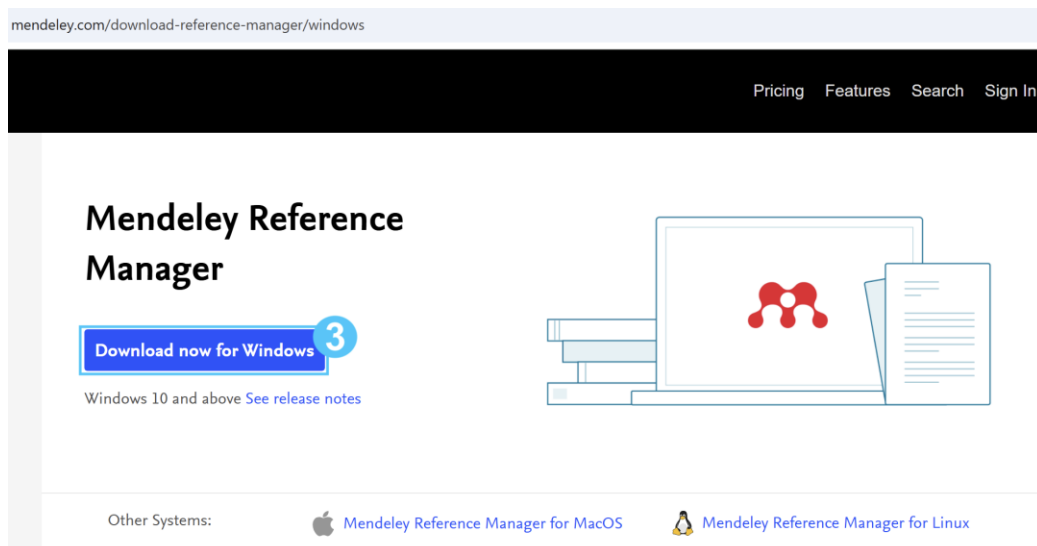 mendeley.com/download-reference-manager/windows
Pricing Features Search Sign In
Mendeley Reference
Manager
Download now for Windows
3
Windows 10 and above See release notes
Other Systems: Mendeley Reference Manager for MacOS Mendeley Reference Manager for Linux